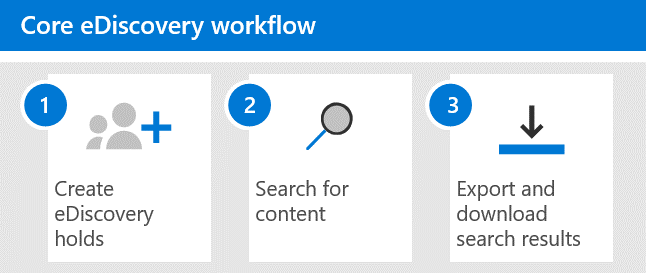 Core eDiscovery workflow
1
Create
eDiscovery
holds
2
Search for
content
3
Export and
download
search results